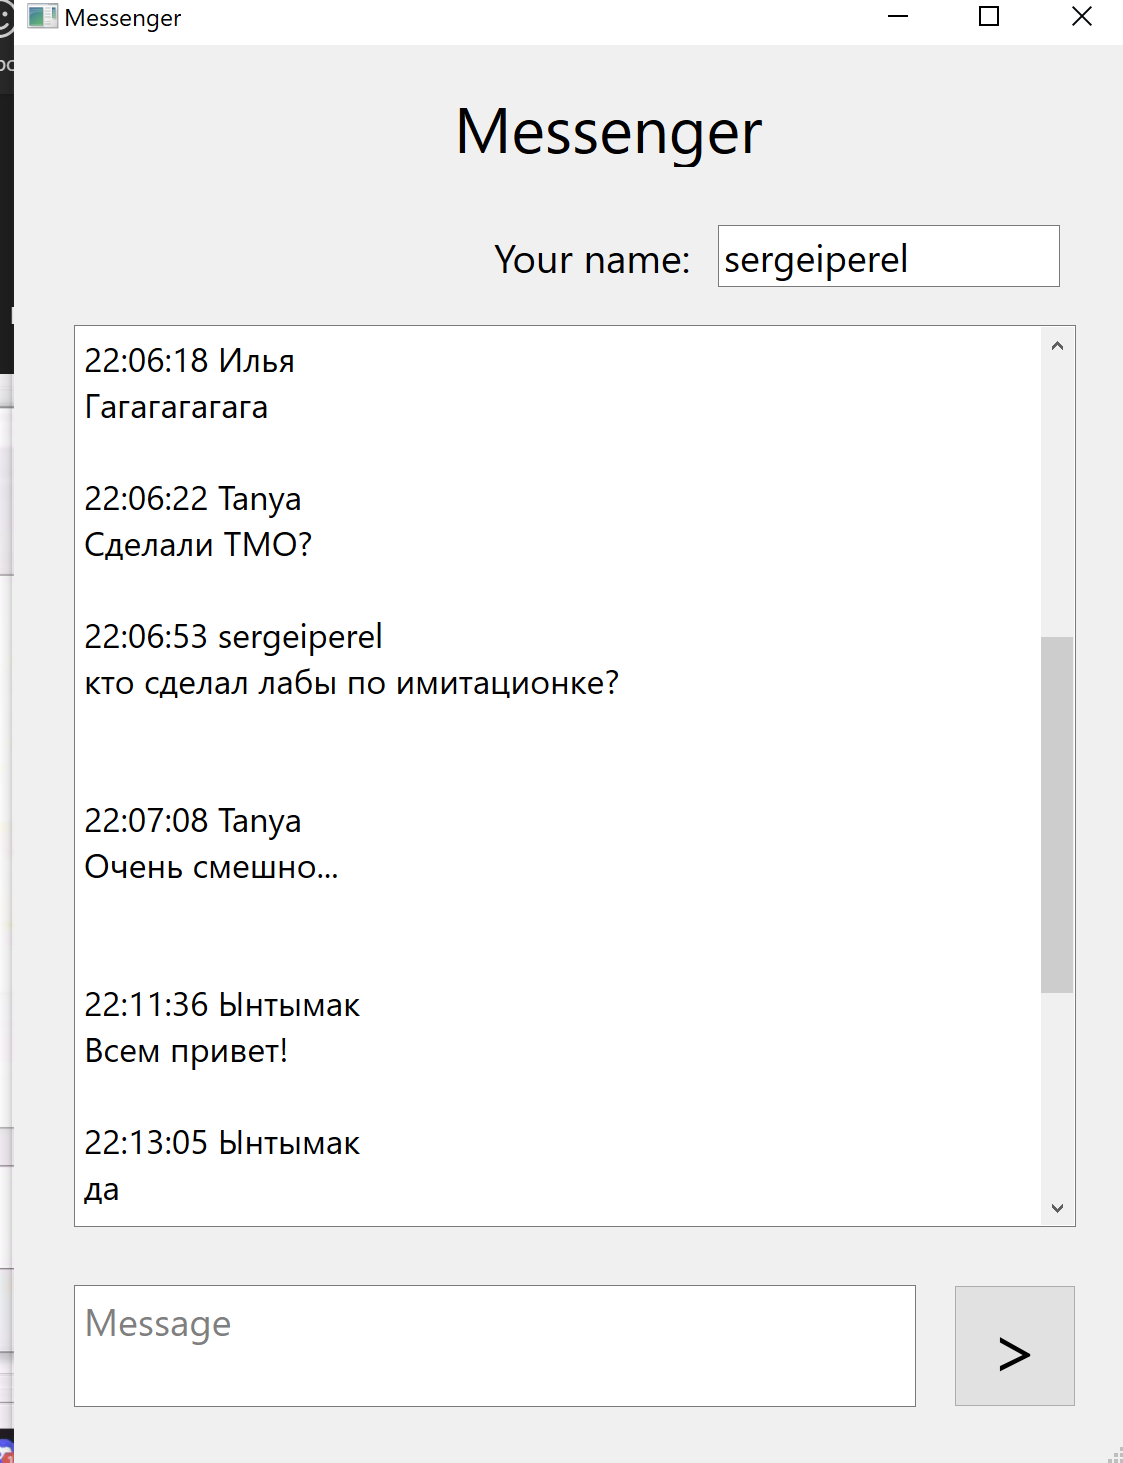 Messenger
Messenger
Your name: sergeiperel
22:06:18 Илья
Гагагагагага
22:06:22 Tanya
Сделали ТМО?
22:06:53 sergeiperel
кто сделал лабы по имитационке?
22:07:08 Tanya
Очень смешно...
22:11:36 Ынтымак
Всем привет!
22:13:05 Ынтымак
да
Message
>